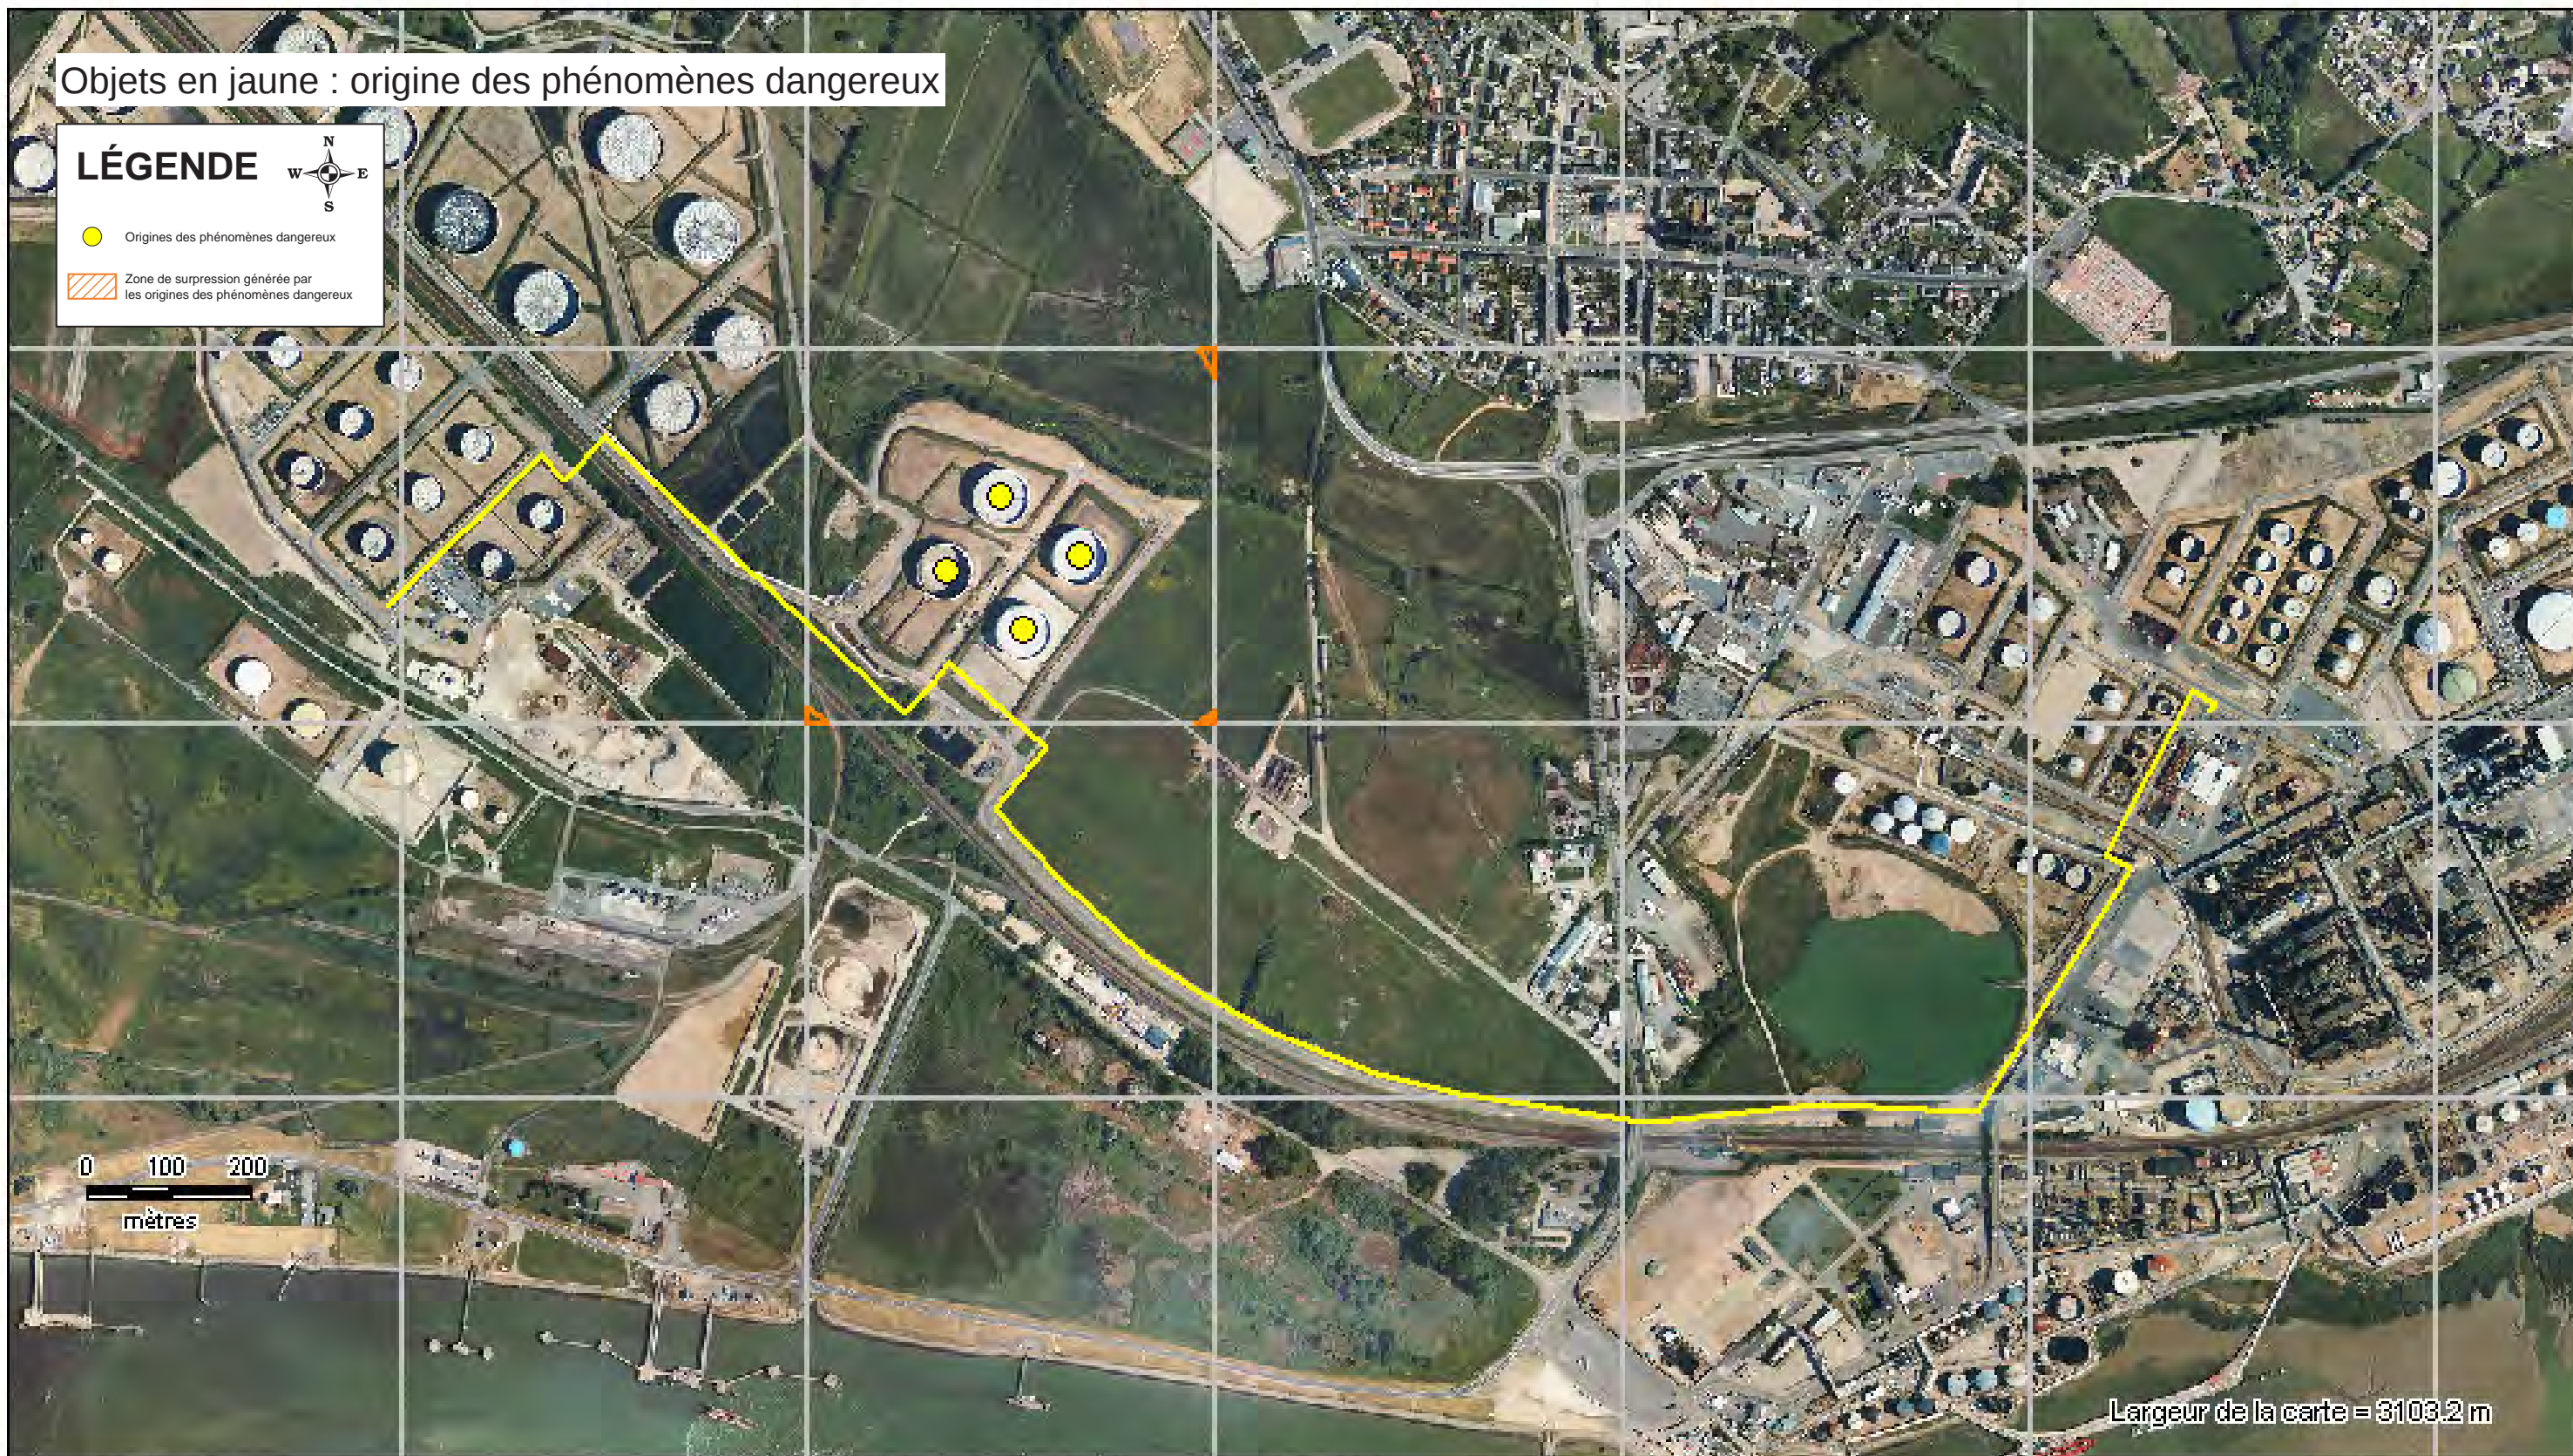 Objets en jaune : origine des phénomènes dangereux
LÉGENDE
N
W E
S
Origines des phénomènes dangereux
Zone de surpression générée par
les origines des phénomènes dangereux
0 100 200
mètres
Largeur de la carte = 3103.2 m